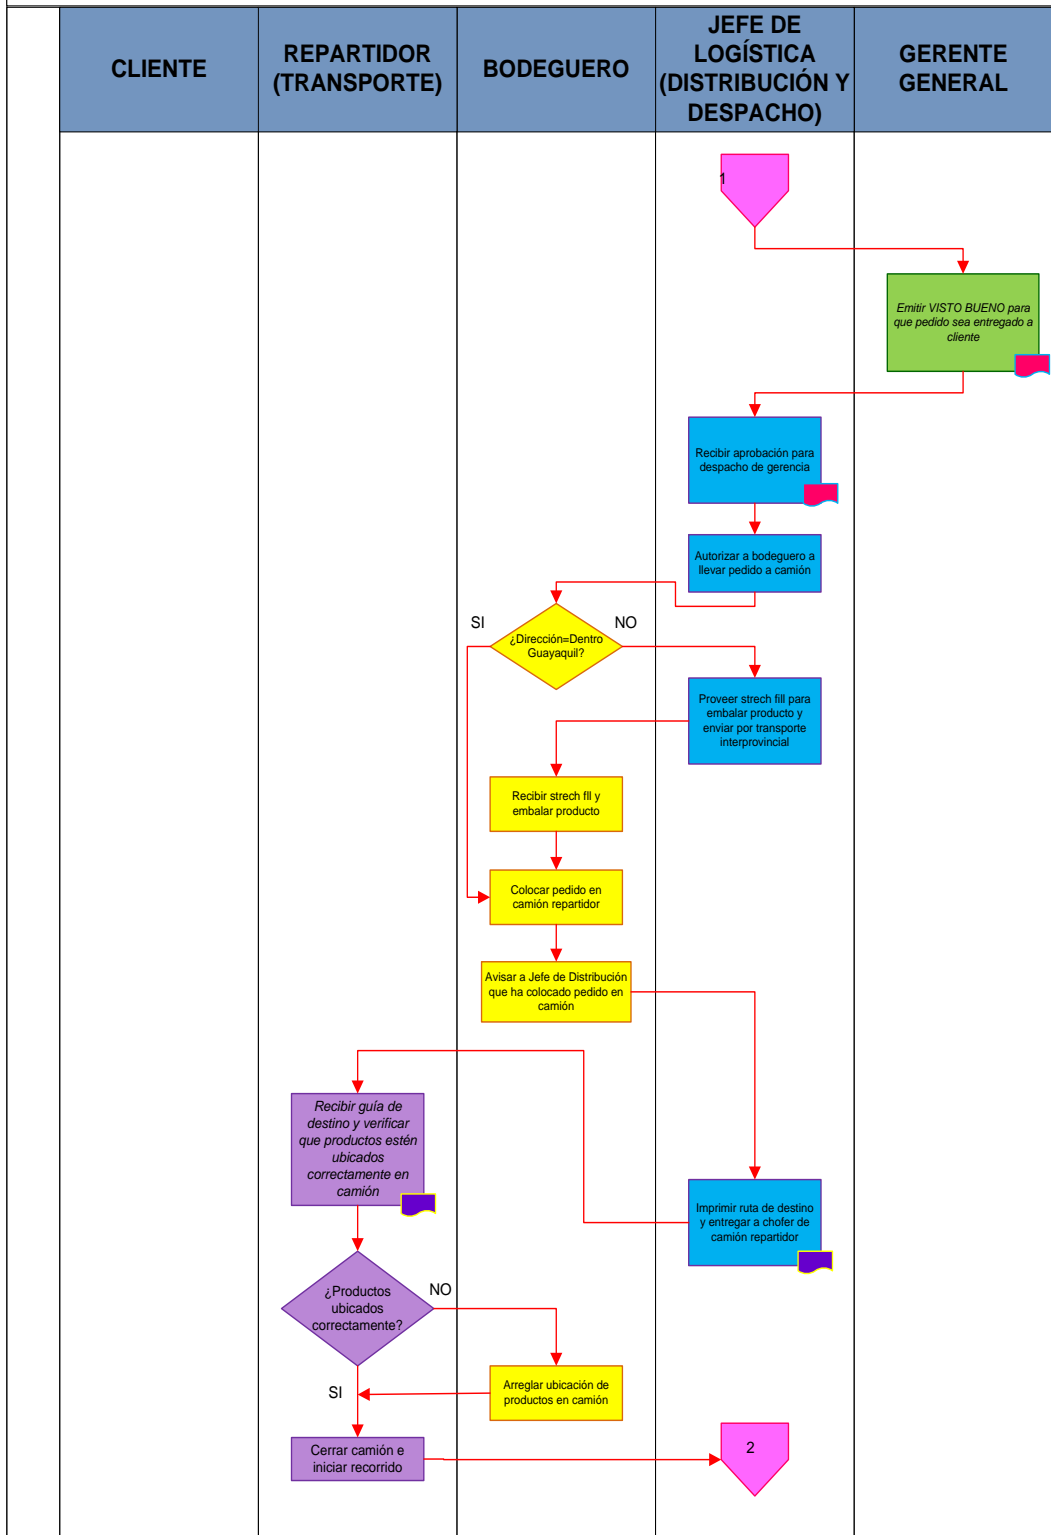 CLIENTE
REPARTIDOR
(TRANSPORTE)
BODEGUERO
JEFE DE
LOGÍSTICA
(DISTRIBUCIÓN Y
DESPACHO)
GERENTE
GENERAL
1
Emitir VISTO BUENO para
que pedido sea entregado a
cliente
Recibir aprobación para
despacho de gerencia
Autorizar a bodeguero a
llevar pedido a camión
SI
¿Dirección=Dentro
Guayaquil?
NO
Proveer strech fill para
embalar producto y
enviar por transporte
interprovincial
Recibir strech fll y
embalar producto
Colocar pedido en
camión repartidor
Avisar a Jefe de Distribución
que ha colocado pedido en
camión
Recibir guía de
destino y verificar
que productos estén
ubicados
correctamente en
camión
Imprimir ruta de destino
y entregar a chofer de
camión repartidor
¿Productos
ubicados
correctamente?
NO
SI
Arreglar ubicación de
productos en camión
Cerrar camión e
iniciar recorrido
2